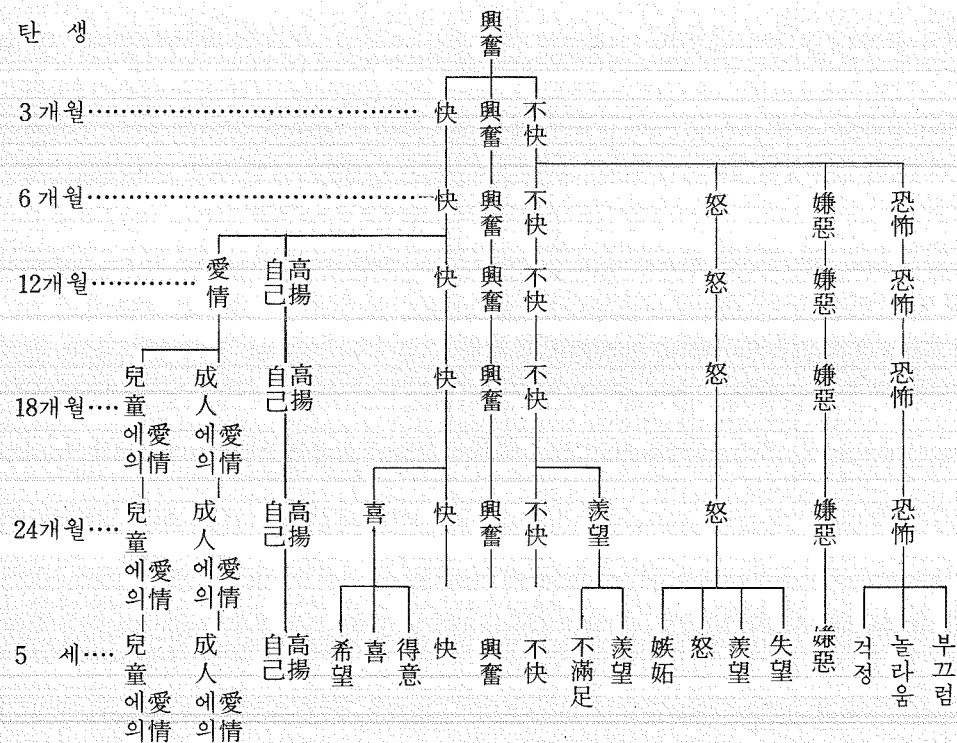 탄 생 興奮
3개월 快 興奮 不快
6개월 快 興奮 不快 怒 嫌惡 恐怖
12개월 愛情 自己高揚 快 興奮 不快 怒 嫌惡 恐怖
18개월 兒童에의 愛情 成人에의 愛情 自己高揚 快 興奮 不快 怒 嫌惡 恐怖
24개월 兒童에의 愛情 成人에의 愛情 自己高揚 喜 快 興奮 不快 羨望 怒 嫌惡 恐怖
5 세 兒童에의 愛情 成人에의 愛情 自己高揚 希望 喜 得意 快 興奮 不快 不滿足 羨望 嫉妬 怒 羨望 失望 嫌惡 걱정 놀라움 부끄럼